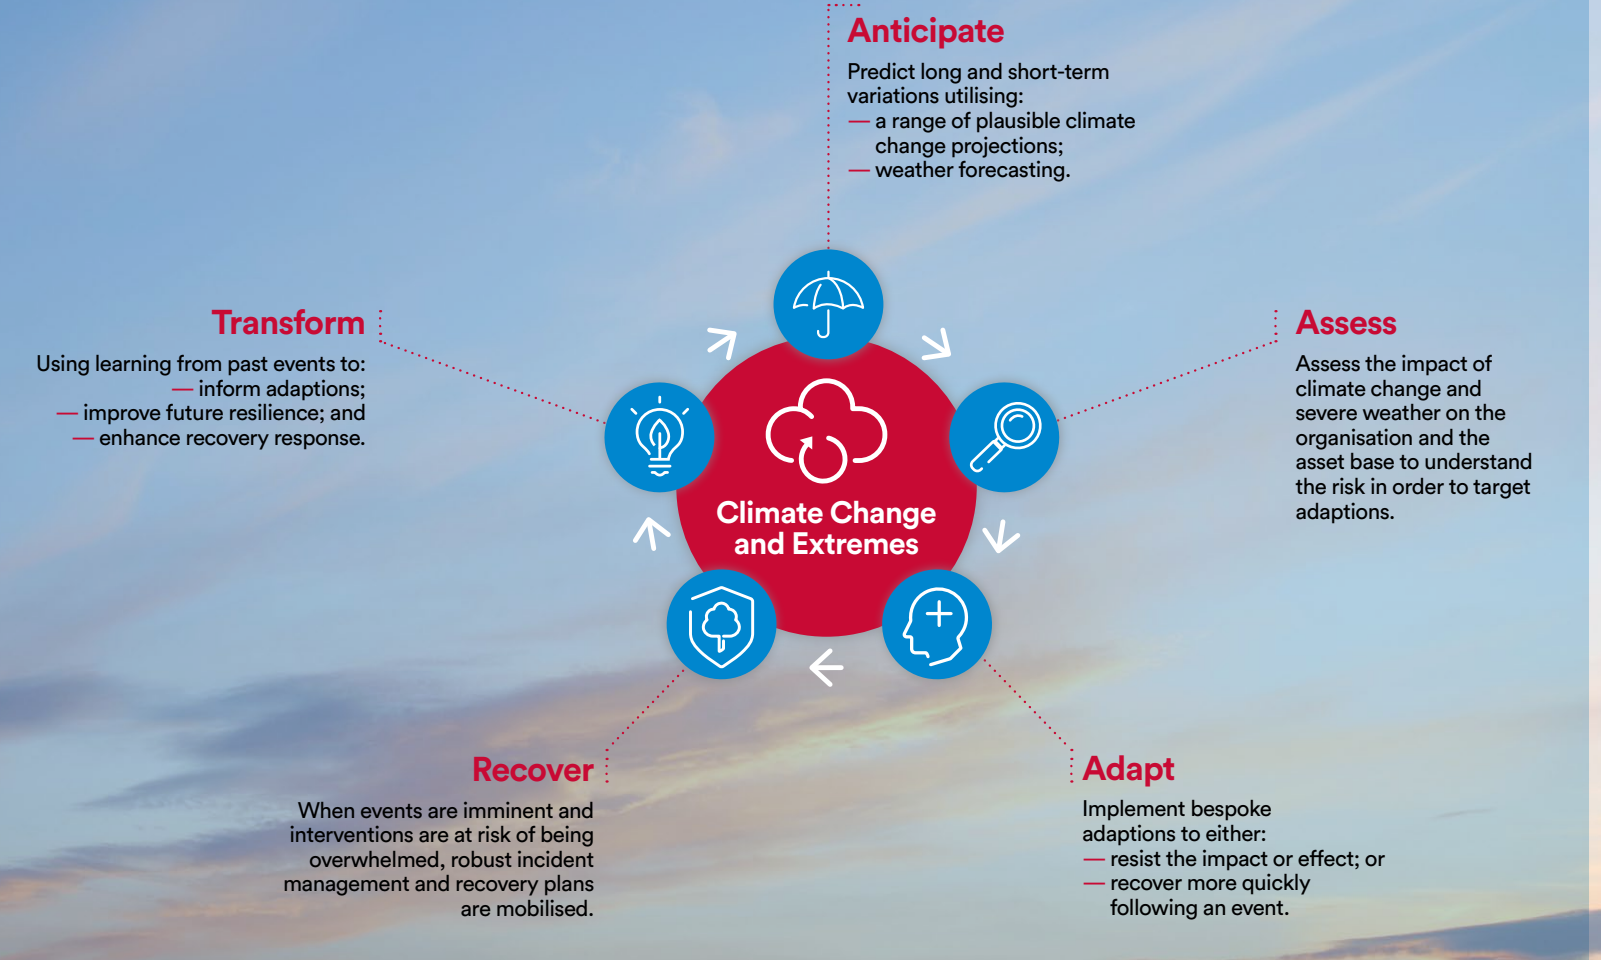 Anticipate
Predict long and short-term
variations utilising:
— a range of plausible climate
change projections;
— weather forecasting.
Transform
Using learning from past events to:
— inform adaptions;
— improve future resilience; and
— enhance recovery response.
Assess
Assess the impact of
climate change and
severe weather on the
organisation and the
asset base to understand
the risk in order to target
adaptions.
Climate Change
and Extremes
Recover
When events are imminent and
interventions are at risk of being
overwhelmed, robust incident
management and recovery plans
are mobilised.
Adapt
Implement bespoke
adaptions to either:
— resist the impact or effect; or
— recover more quickly
following an event.